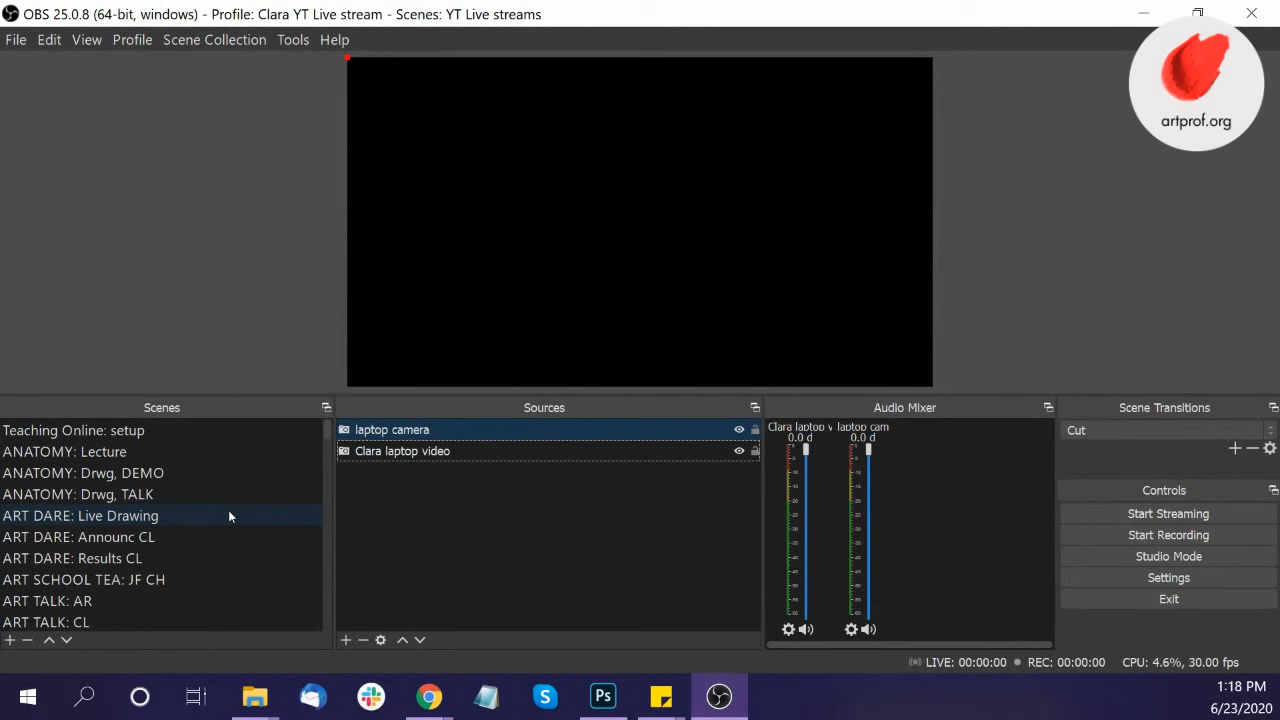 OBS 25.0.8 (64-bit, windows) - Profile: Clara YT Live stream - Scenes: YT Live streams
File Edit View Profile Scene Collection Tools Help
artprof.org
Scenes
Teaching Online: setup
ANATOMY: Lecture
ANATOMY: Drwg, DEMO
ANATOMY: Drwg, TALK
ART DARE: Live Drawing
ART DARE: Announc CL
ART DARE: Results CL
ART SCHOOL TEA: JF CH
ART TALK: AR
ART TALK: CL
Sources
laptop camera
Clara laptop video
Audio Mixer
Clara laptop v laptop cam
0.0 d 0.0 d
Scene Transitions
Cut
Controls
Start Streaming
Start Recording
Studio Mode
Settings
Exit
LIVE: 00:00:00 REC: 00:00:00 CPU: 4.6%, 30.00 fps
Ps
1:18 PM
6/23/2020